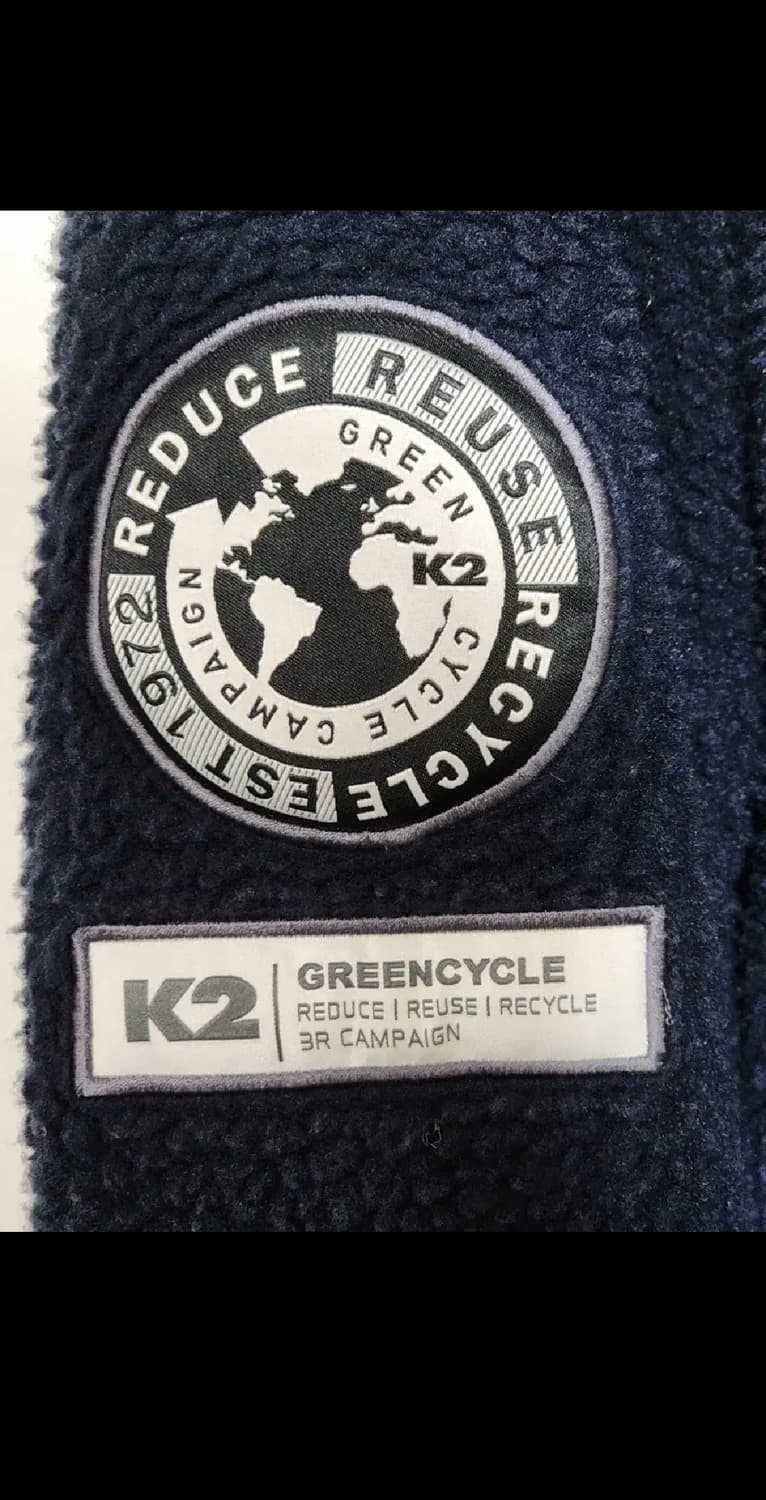 REDUCE REUSE RECYCLE EST 1972
GREEN CYCLE CAMPAIGN
K2
K2
GREENCYCLE
REDUCE | REUSE | RECYCLE
3R CAMPAIGN